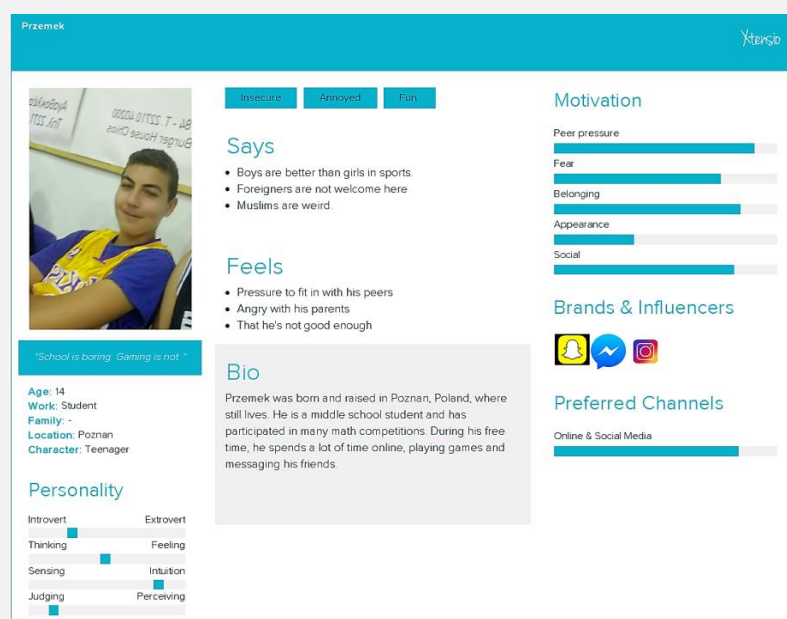 Przemek
Xtensio
Insecure
Annoyed
Fun
Says
• Boys are better than girls in sports.
• Foreigners are not welcome here
• Muslims are weird.
Feels
• Pressure to fit in with his peers
• Angry with his parents
• That he's not good enough
"School is boring. Gaming is not. "
Age: 14
Work: Student
Family: -
Location: Poznan
Character: Teenager
Personality
Introvert Extrovert
Thinking Feeling
Sensing Intuition
Judging Perceiving
Bio
Przemek was born and raised in Poznan, Poland, where
still lives. He is a middle school student and has
participated in many math competitions. During his free
time, he spends a lot of time online, playing games and
messaging his friends.
Motivation
Peer pressure
Fear
Belonging
Appearance
Social
Brands & Influencers
Preferred Channels
Online & Social Media